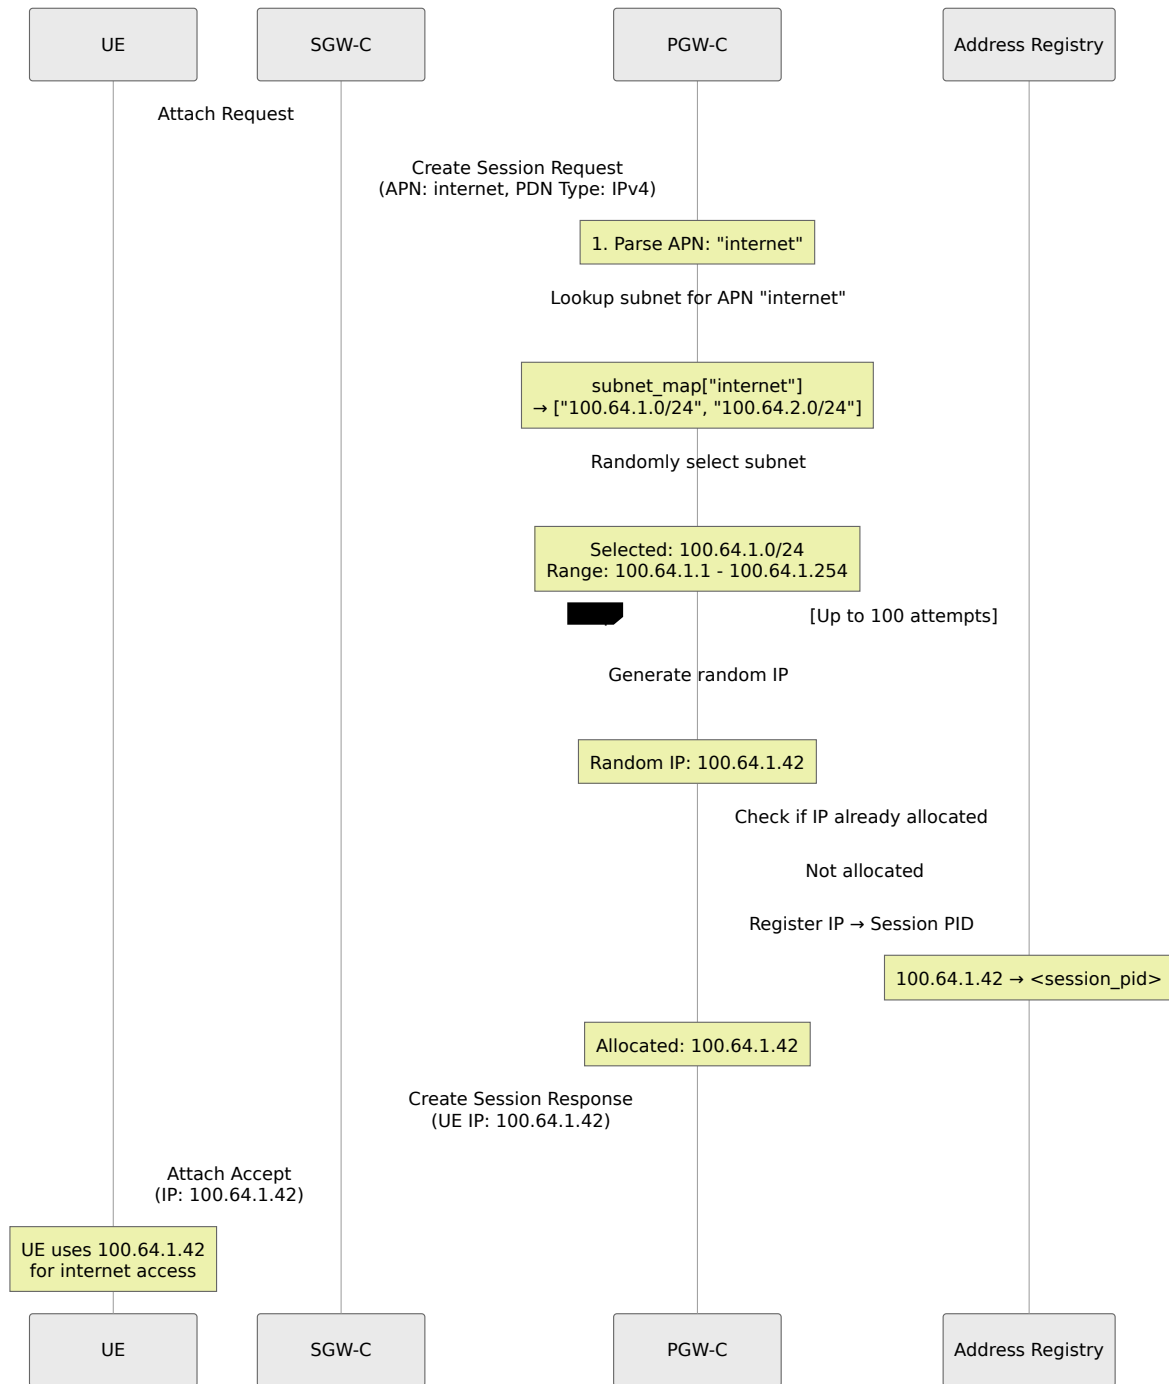 UE
SGW-C
PGW-C
Address Registry
Attach Request
Create Session Request
(APN: internet, PDN Type: IPv4)
1. Parse APN: "internet"
Lookup subnet for APN "internet"
subnet_map["internet"]
→ ["100.64.1.0/24", "100.64.2.0/24"]
Randomly select subnet
Selected: 100.64.1.0/24
Range: 100.64.1.1 - 100.64.1.254
[Up to 100 attempts]
Generate random IP
Random IP: 100.64.1.42
Check if IP already allocated
Not allocated
Register IP → Session PID
100.64.1.42 → <session_pid>
Allocated: 100.64.1.42
Create Session Response
(UE IP: 100.64.1.42)
Attach Accept
(IP: 100.64.1.42)
UE uses 100.64.1.42
for internet access
UE
SGW-C
PGW-C
Address Registry